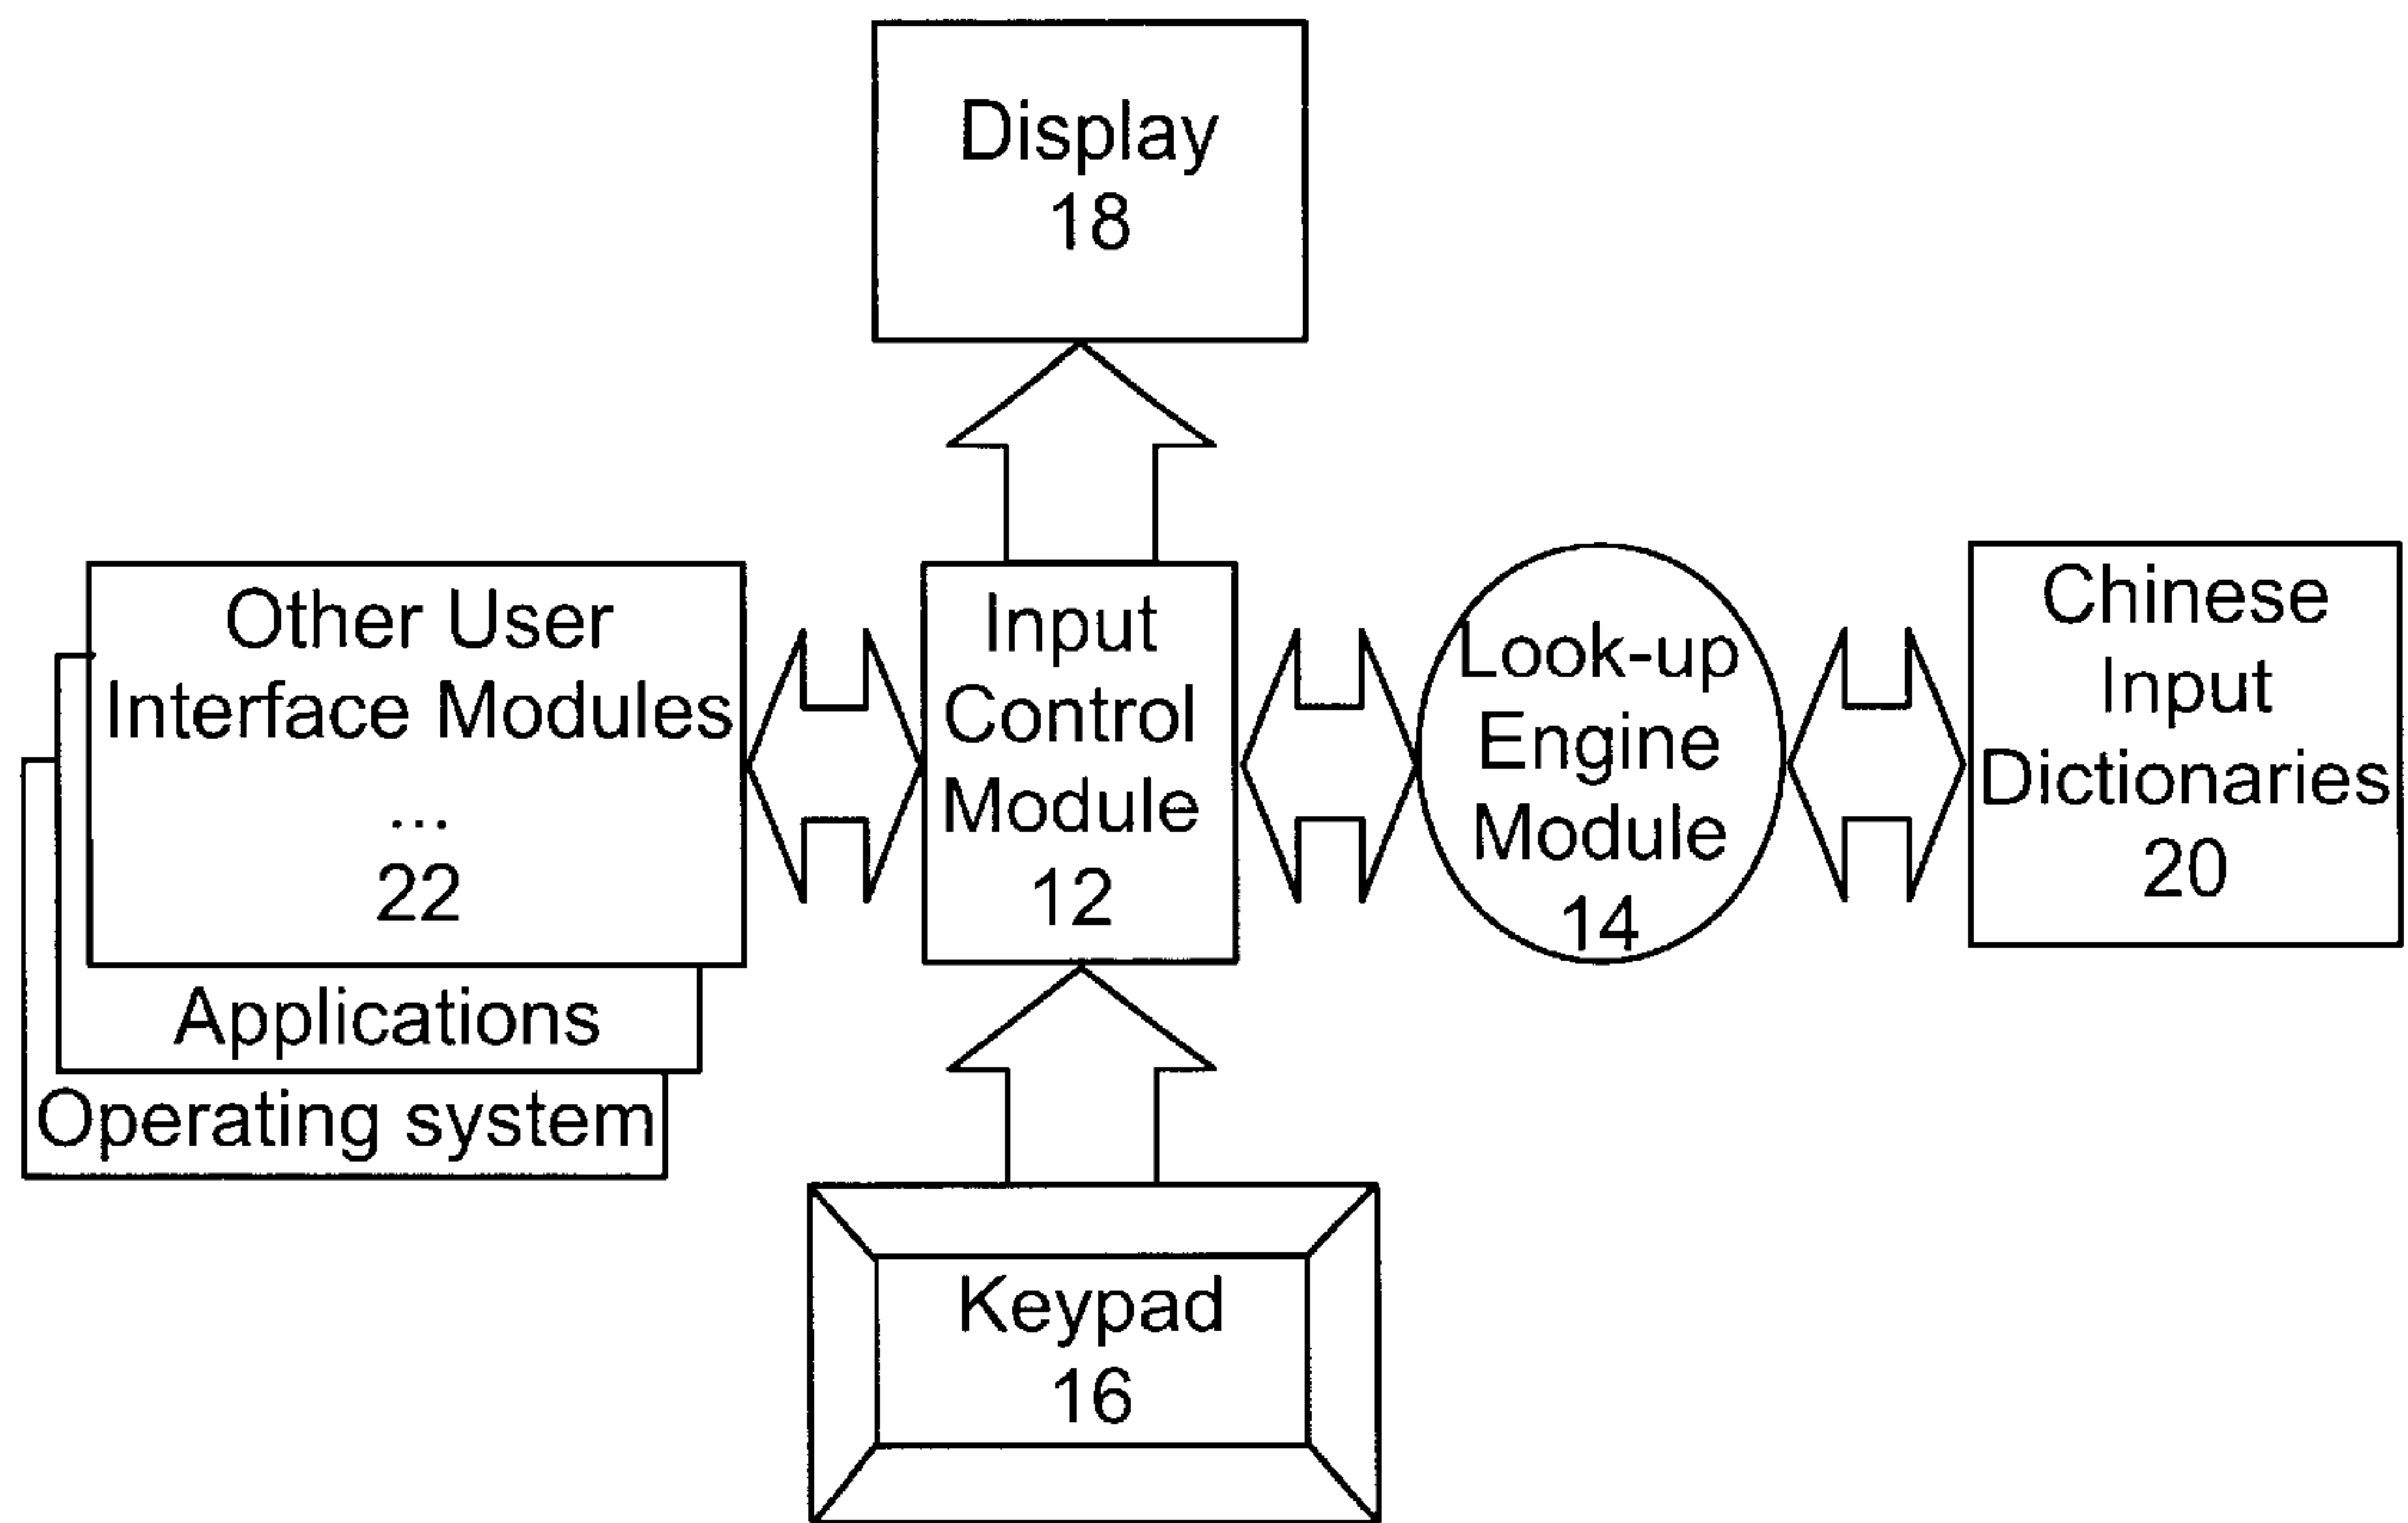 Display
18
Other User
Interface Modules
...
22
Applications
Operating system
Input
Control
Module
12
Look-up
Engine
Module
14
Chinese
Input
Dictionaries
20
Keypad
16